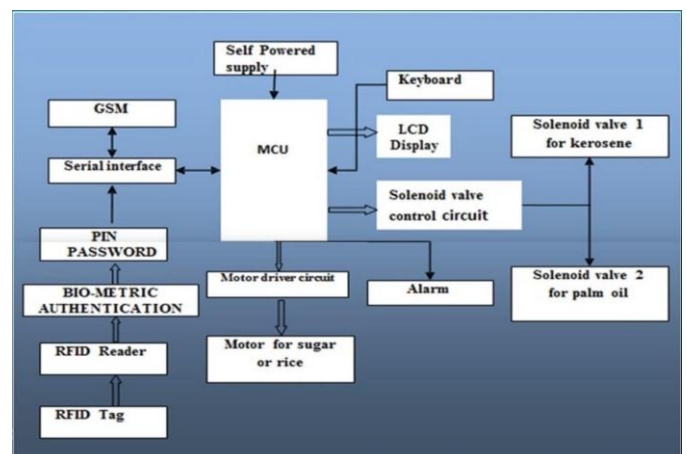 Self Powered
supply
Keyboard
GSM
MCU
LCD
Display
Solenoid valve 1
for kerosene
Serial interface
Solenoid valve
control circuit
PIN
PASSWORD
Motor driver circuit
Alarm
Solenoid valve 2
for palm oil
BIO-METRIC
AUTHENTICATION
Motor for sugar
or rice
RFID Reader
RFID Tag